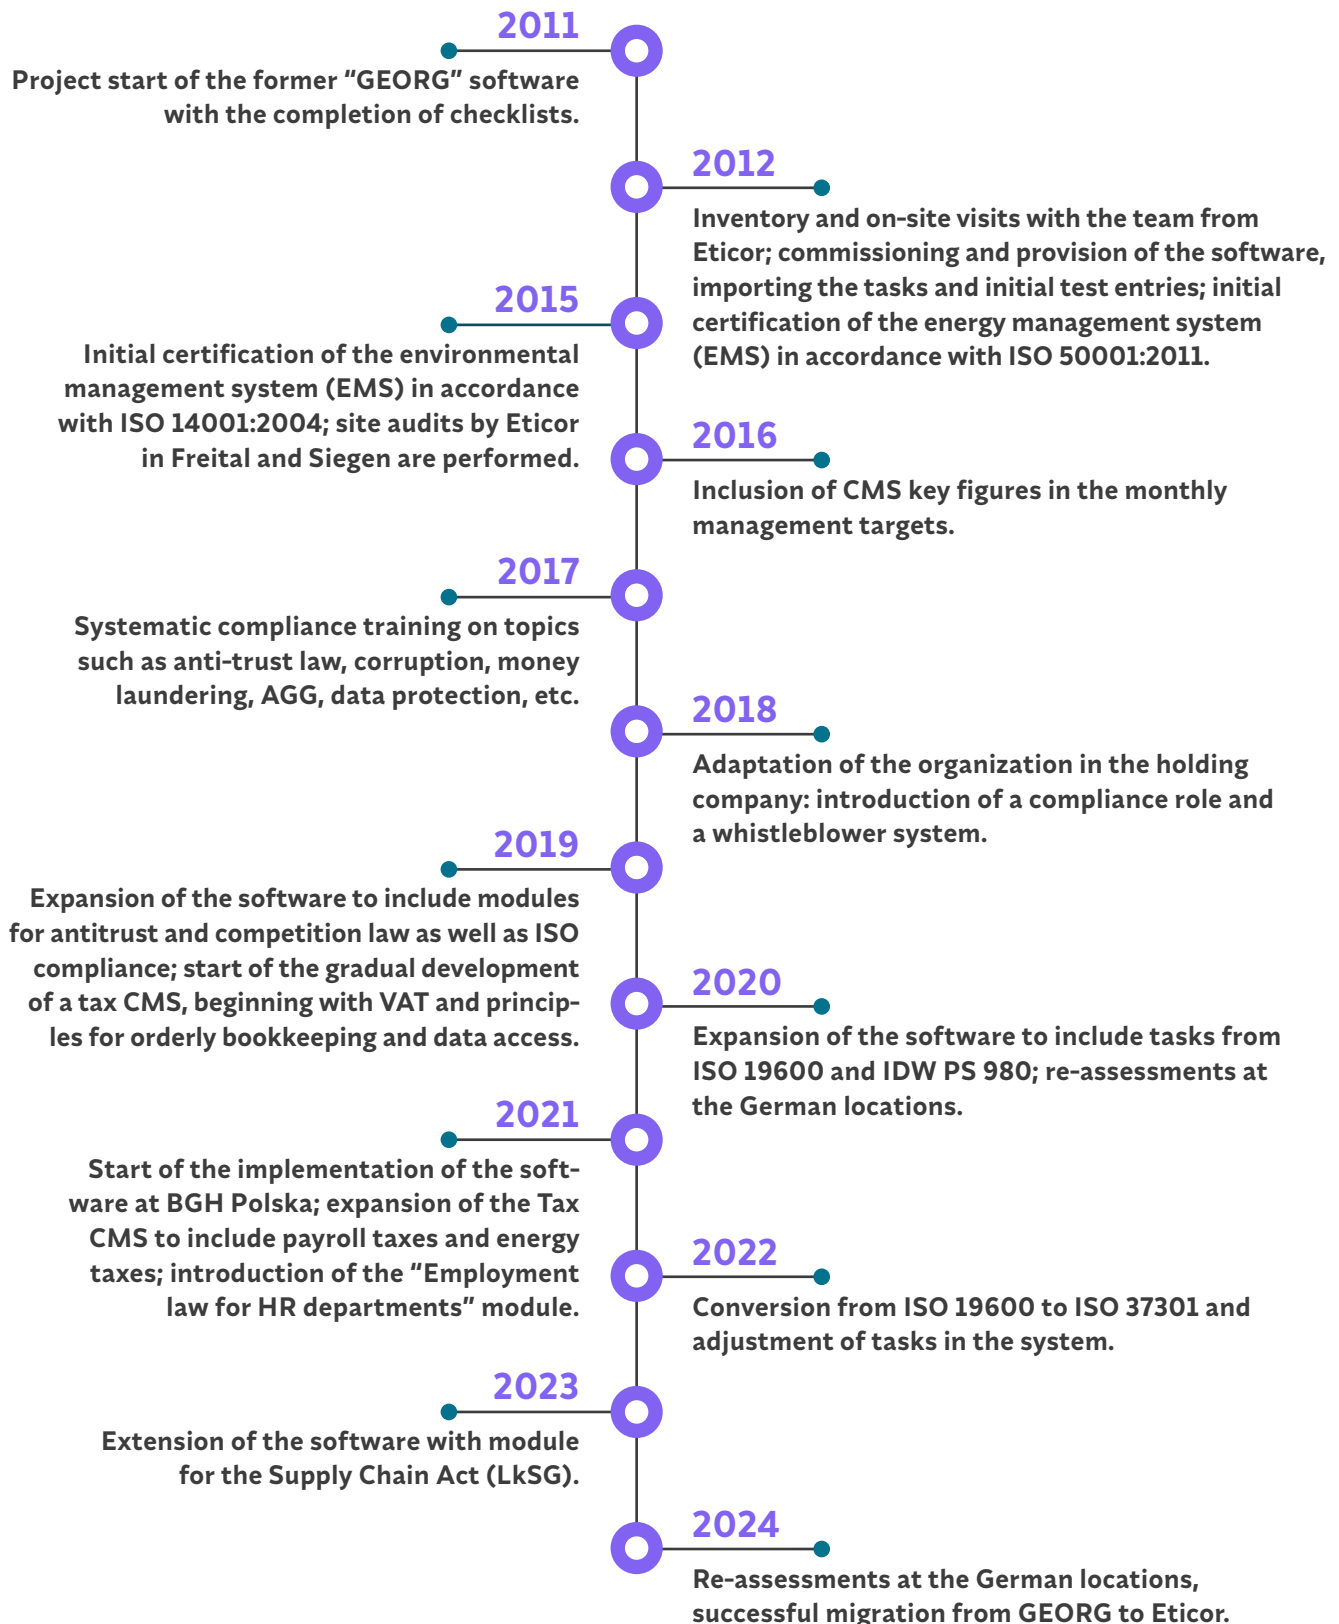 2011
Project start of the former “GEORG” software
with the completion of checklists.
2012
Inventory and on-site visits with the team from
Eticor; commissioning and provision of the software,
importing the tasks and initial test entries; initial
certification of the energy management system
(EMS) in accordance with ISO 50001:2011.
2015
Initial certification of the environmental
management system (EMS) in accordance
with ISO 14001:2004; site audits by Eticor
in Freital and Siegen are performed.
2016
Inclusion of CMS key figures in the monthly
management targets.
2017
Systematic compliance training on topics
such as anti-trust law, corruption, money
laundering, AGG, data protection, etc.
2018
Adaptation of the organization in the holding
company: introduction of a compliance role and
a whistleblower system.
2019
Expansion of the software to include modules
for antitrust and competition law as well as ISO
compliance; start of the gradual development
of a tax CMS, beginning with VAT and princip-
les for orderly bookkeeping and data access.
2020
Expansion of the software to include tasks from
ISO 19600 and IDW PS 980; re-assessments at
the German locations.
2021
Start of the implementation of the soft-
ware at BGH Polska; expansion of the Tax
CMS to include payroll taxes and energy
taxes; introduction of the “Employment
law for HR departments” module.
2022
Conversion from ISO 19600 to ISO 37301 and
adjustment of tasks in the system.
2023
Extension of the software with module
for the Supply Chain Act (LkSG).
2024
Re-assessments at the German locations,
successful migration from GEORG to Eticor.